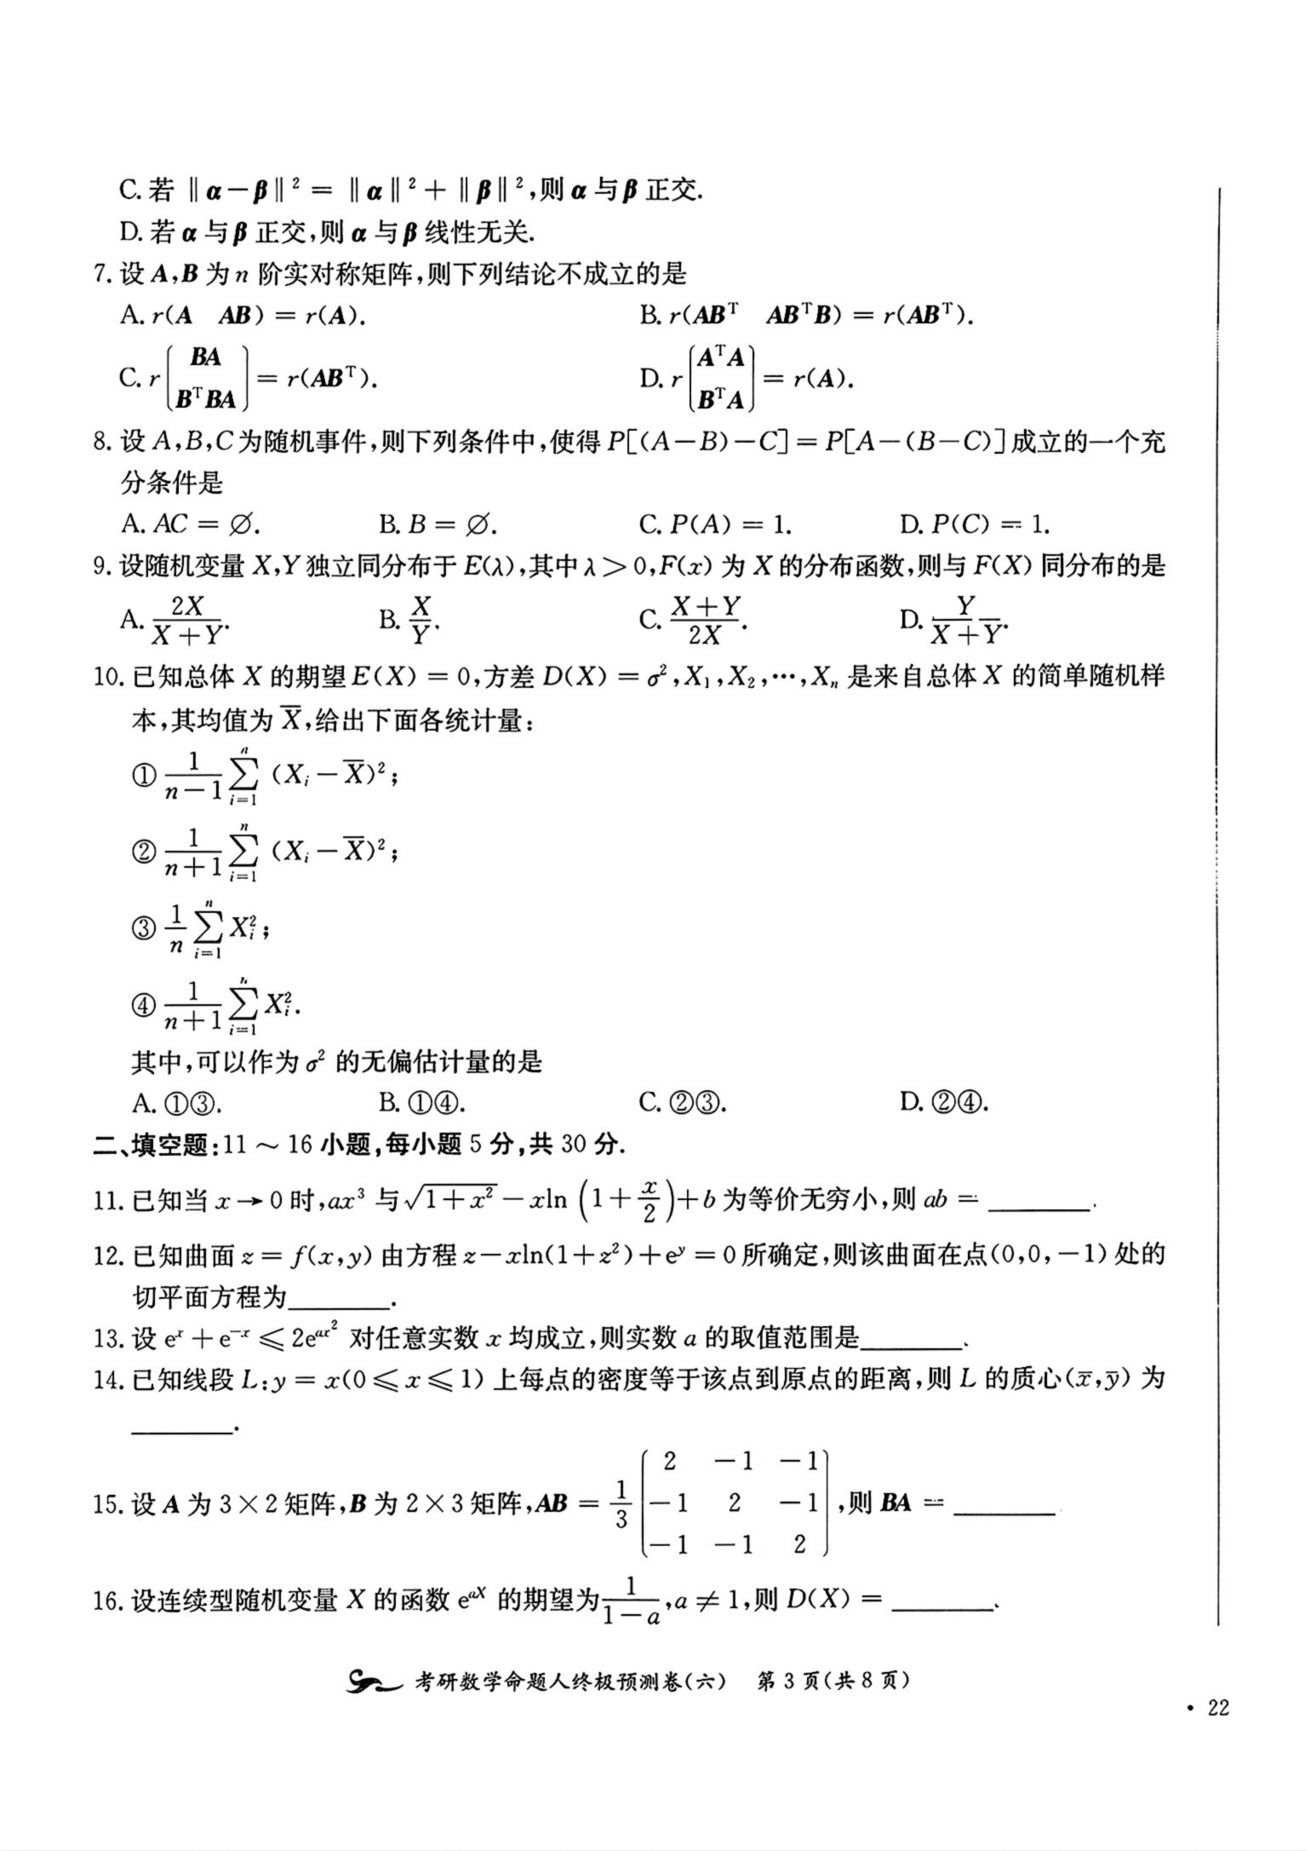 C. 若 ‖α－β‖² ＝ ‖α‖²＋‖β‖²,则 α 与 β 正交.
D. 若 α 与 β 正交,则 α 与 β 线性无关.
7. 设 A,B 为 n 阶实对称矩阵,则下列结论不成立的是
A. r(A　AB) ＝ r(A).　　B. r(ABᵀ　ABᵀB) ＝ r(ABᵀ).
C. r(BA; BᵀBA) ＝ r(ABᵀ).　　D. r(AᵀA; BᵀA) ＝ r(A).
8. 设 A,B,C 为随机事件,则下列条件中,使得 P[(A－B)－C]＝P[A－(B－C)]成立的一个充
分条件是
A. AC ＝ ∅.　　B. B ＝ ∅.　　C. P(A) ＝ 1.　　D. P(C) ＝ 1.
9. 设随机变量 X,Y 独立同分布于 E(λ),其中 λ＞0,F(x) 为 X 的分布函数,则与 F(X) 同分布的是
A. 2X/(X＋Y).　　B. X/Y.　　C. (X＋Y)/2X.　　D. Y/(X＋Y).
10. 已知总体 X 的期望 E(X) ＝ 0,方差 D(X) ＝ σ²,X₁,X₂,⋯,Xₙ 是来自总体 X 的简单随机样
本,其均值为 X̄,给出下面各统计量:
① 1/(n－1) ∑ᵢ₌₁ⁿ (Xᵢ－X̄)²;
② 1/(n＋1) ∑ᵢ₌₁ⁿ (Xᵢ－X̄)²;
③ 1/n ∑ᵢ₌₁ⁿ Xᵢ²;
④ 1/(n＋1) ∑ᵢ₌₁ⁿ Xᵢ².
其中,可以作为 σ² 的无偏估计量的是
A. ①③.　　B. ①④.　　C. ②③.　　D. ②④.
二、填空题:11 ～ 16 小题,每小题 5 分,共 30 分.
11. 已知当 x→0 时,ax³ 与 √(1＋x²)－xln(1＋x/2)＋b 为等价无穷小,则 ab ＝ ________.
12. 已知曲面 z ＝ f(x,y) 由方程 z－xln(1＋z²)＋e^y ＝ 0 所确定,则该曲面在点(0,0,－1) 处的
切平面方程为________.
13. 设 e^x＋e^(－x) ≤ 2e^(ax²) 对任意实数 x 均成立,则实数 a 的取值范围是________.
14. 已知线段 L:y ＝ x(0 ≤ x ≤ 1) 上每点的密度等于该点到原点的距离,则 L 的质心(x̄,ȳ) 为
________.
15. 设 A 为 3×2 矩阵,B 为 2×3 矩阵,AB ＝ 1/3 (2　－1　－1; －1　2　－1; －1　－1　2),则 BA ＝ ________
16. 设连续型随机变量 X 的函数 e^(aX) 的期望为 1/(1－a),a ≠ 1,则 D(X) ＝ ________.
考研数学命题人终极预测卷(六)　第 3 页(共 8 页)
· 22